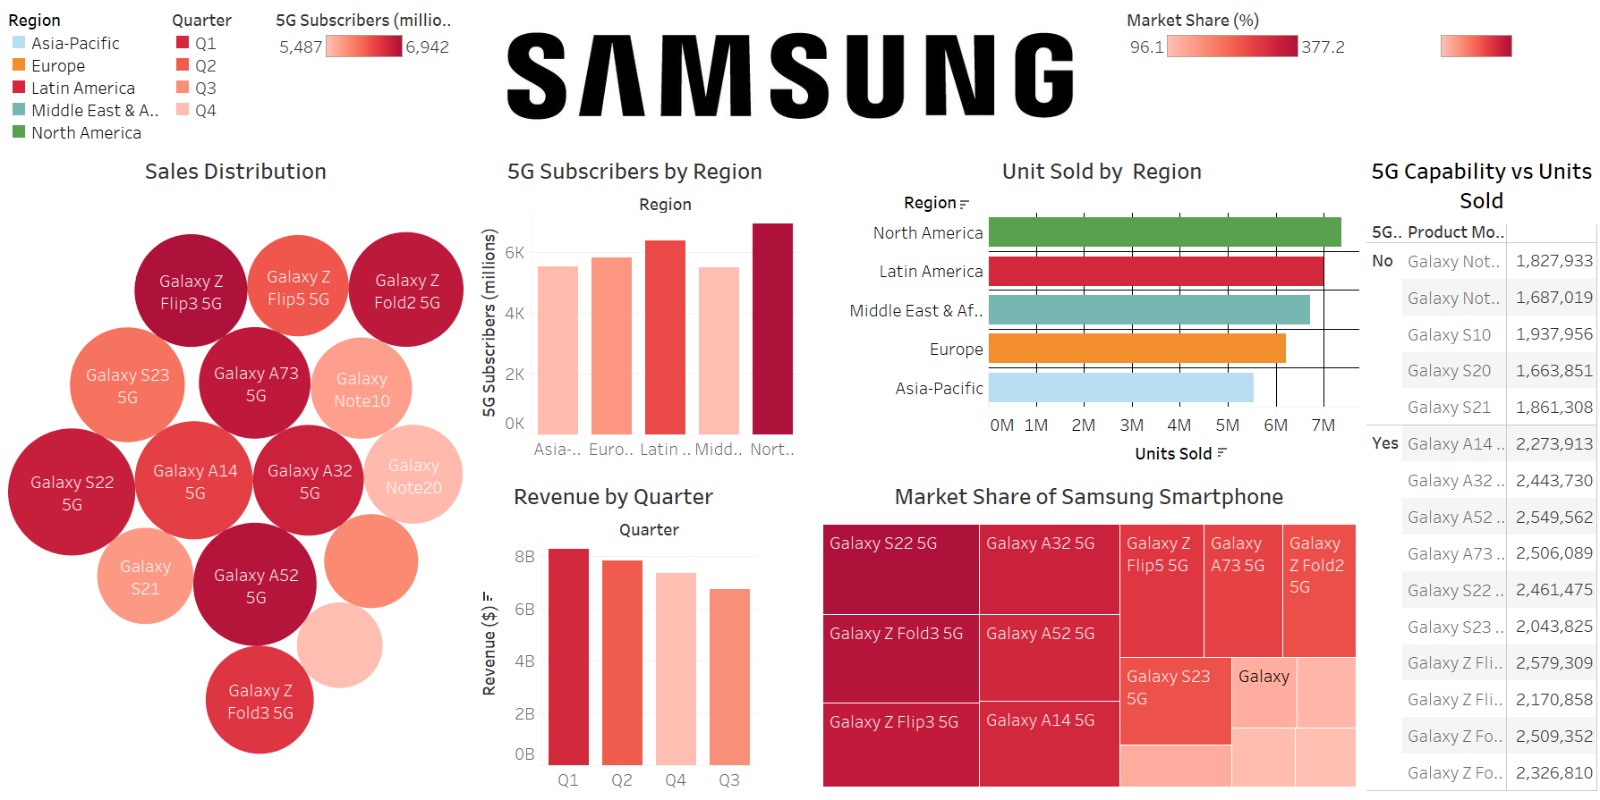 Region
Asia-Pacific
Europe
Latin America
Middle East & A..
North America
Quarter
Q1
Q2
Q3
Q4
5G Subscribers (millio..
5,487 6,942
SAMSUNG
Market Share (%)
96.1 377.2
Sales Distribution
Galaxy Z
Flip3 5G
Galaxy Z
Flip5 5G
Galaxy Z
Fold2 5G
Galaxy S23
5G
Galaxy A73
5G
Galaxy
Note10
Galaxy S22
5G
Galaxy A14
5G
Galaxy A32
5G
Galaxy
Note20
Galaxy
S21
Galaxy A52
5G
Galaxy Z
Fold3 5G
5G Subscribers by Region
Region
5G Subscribers (millions)
6K
4K
2K
0K
Asia-.. Euro.. Latin .. Midd.. Nort..
Revenue by Quarter
Quarter
Revenue ($)
8B
6B
4B
2B
0B
Q1 Q2 Q4 Q3
Unit Sold by Region
Region
North America
Latin America
Middle East & Af..
Europe
Asia-Pacific
0M 1M 2M 3M 4M 5M 6M 7M
Units Sold
Market Share of Samsung Smartphone
Galaxy S22 5G
Galaxy Z Fold3 5G
Galaxy Z Flip3 5G
Galaxy A32 5G
Galaxy A52 5G
Galaxy A14 5G
Galaxy Z
Flip5 5G
Galaxy
A73 5G
Galaxy
Z Fold2
5G
Galaxy S23
5G
Galaxy
5G Capability vs Units
Sold
5G.. Product Mo..
No Galaxy Not.. 1,827,933
Galaxy Not.. 1,687,019
Galaxy S10 1,937,956
Galaxy S20 1,663,851
Galaxy S21 1,861,308
Yes Galaxy A14 .. 2,273,913
Galaxy A32 .. 2,443,730
Galaxy A52 .. 2,549,562
Galaxy A73 .. 2,506,089
Galaxy S22 .. 2,461,475
Galaxy S23 .. 2,043,825
Galaxy Z Fli.. 2,579,309
Galaxy Z Fli.. 2,170,858
Galaxy Z Fo.. 2,509,352
Galaxy Z Fo.. 2,326,810